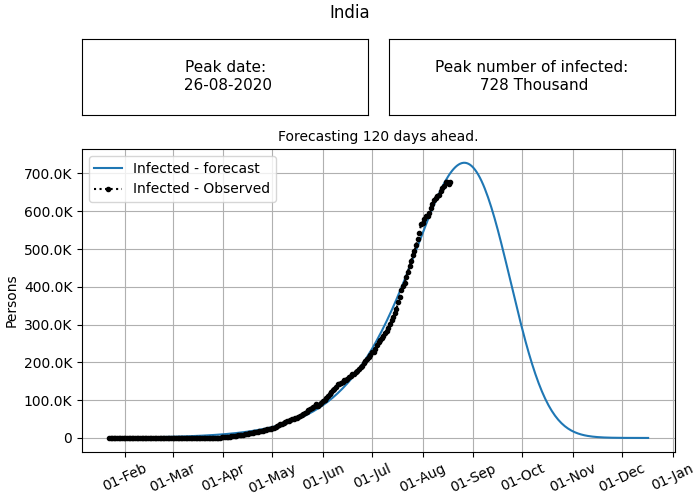 India
Peak date:
26-08-2020
Peak number of infected:
728 Thousand
Forecasting 120 days ahead.
Infected - forecast
Infected - Observed
Persons
700.0K
600.0K
500.0K
400.0K
300.0K
200.0K
100.0K
0
01-Feb
01-Mar
01-Apr
01-May
01-Jun
01-Jul
01-Aug
01-Sep
01-Oct
01-Nov
01-Dec
01-Jan